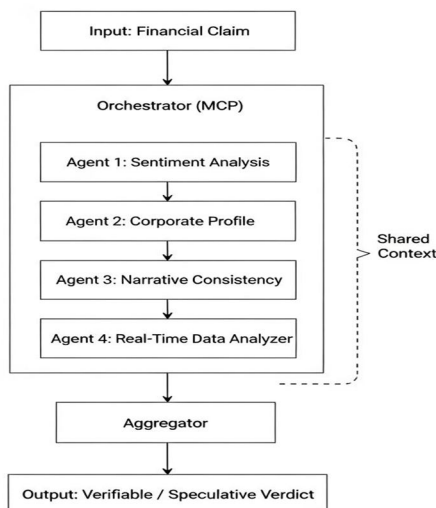 Input: Financial Claim
Orchestrator (MCP)
Agent 1: Sentiment Analysis
Agent 2: Corporate Profile
Agent 3: Narrative Consistency
Agent 4: Real-Time Data Analyzer
Shared
Context
Aggregator
Output: Verifiable / Speculative Verdict